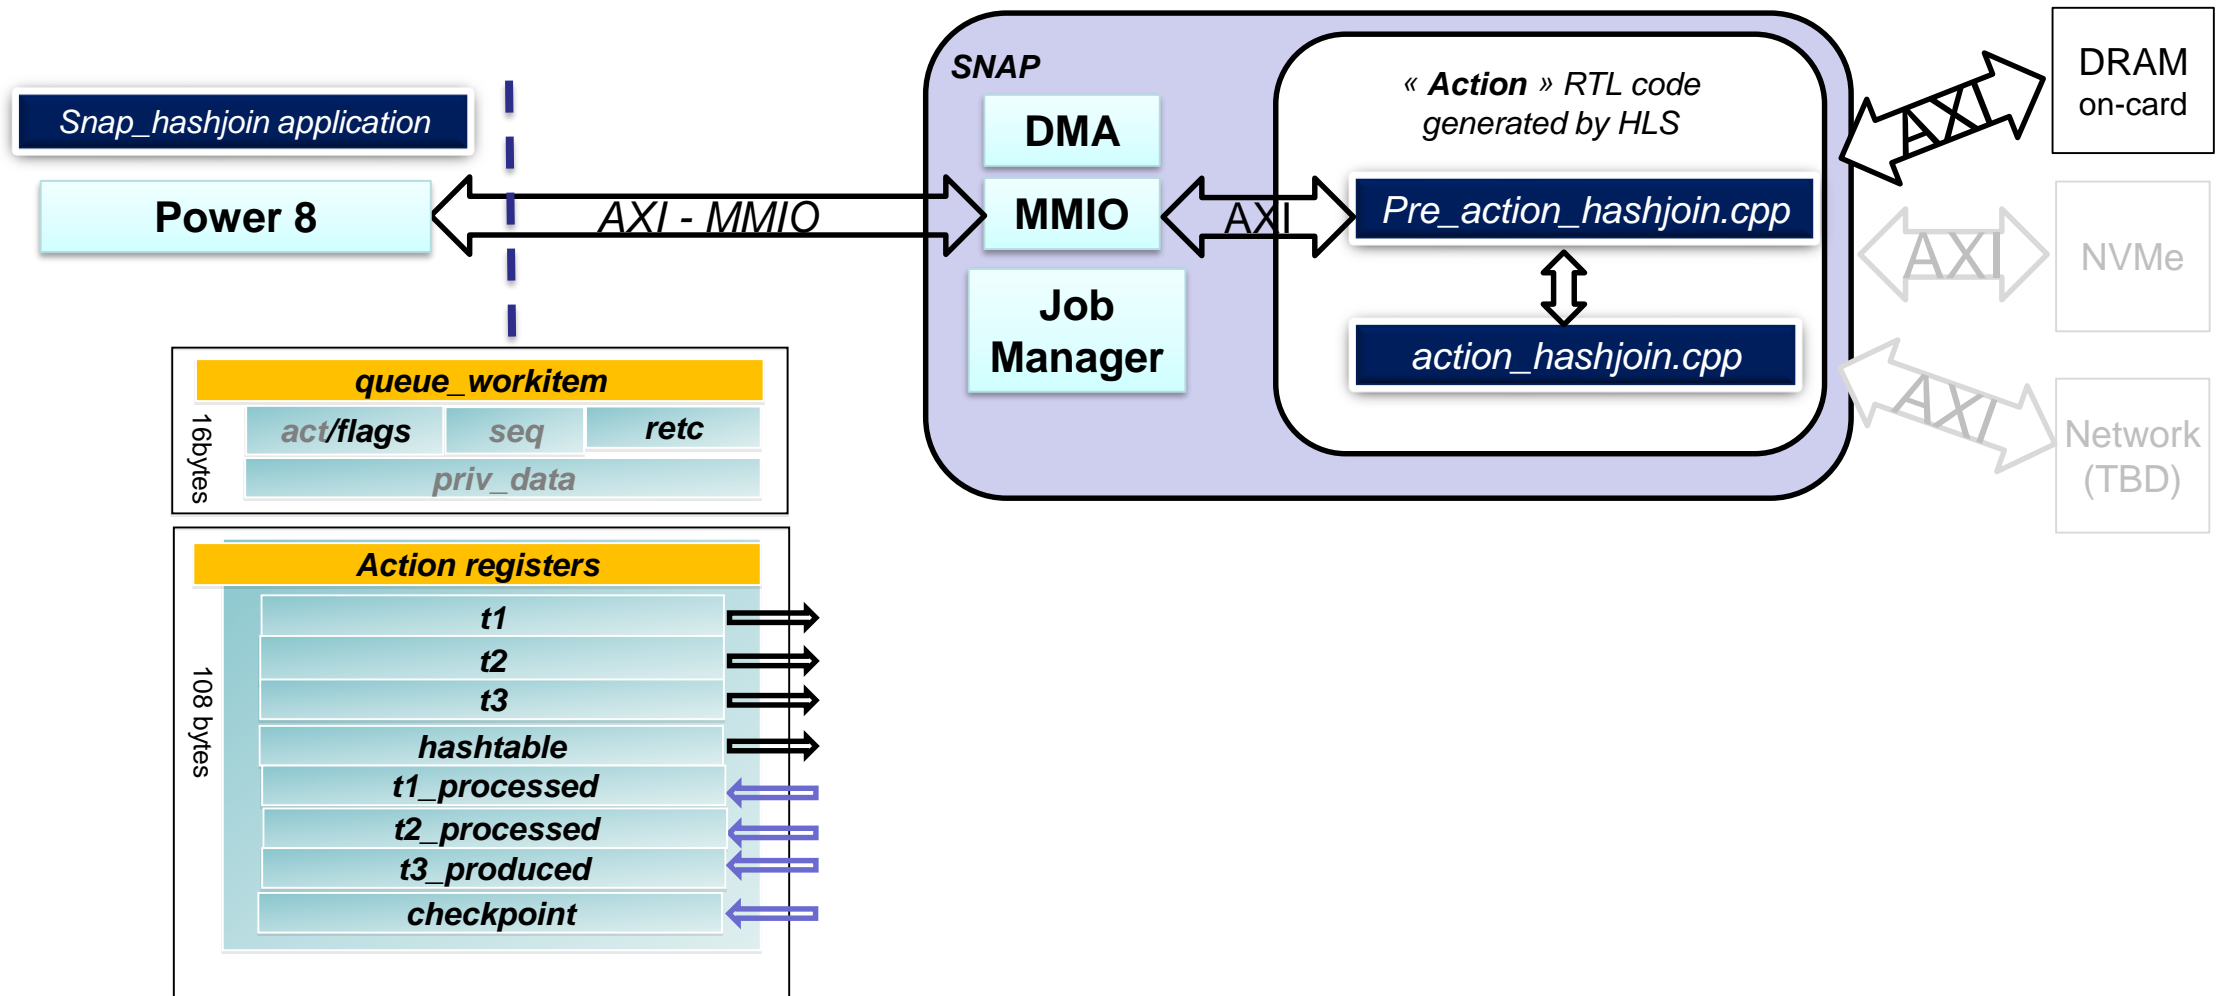 Snap_hashjoin application
Power 8
AXI - MMIO
SNAP
DMA
MMIO
Job
Manager
AXI
« Action » RTL code
generated by HLS
Pre_action_hashjoin.cpp
action_hashjoin.cpp
AXI
DRAM
on-card
AXI
NVMe
AXI
Network
(TBD)
queue_workitem
16bytes
act/flags
seq
retc
priv_data
Action registers
108 bytes
t1
t2
t3
hashtable
t1_processed
t2_processed
t3_produced
checkpoint